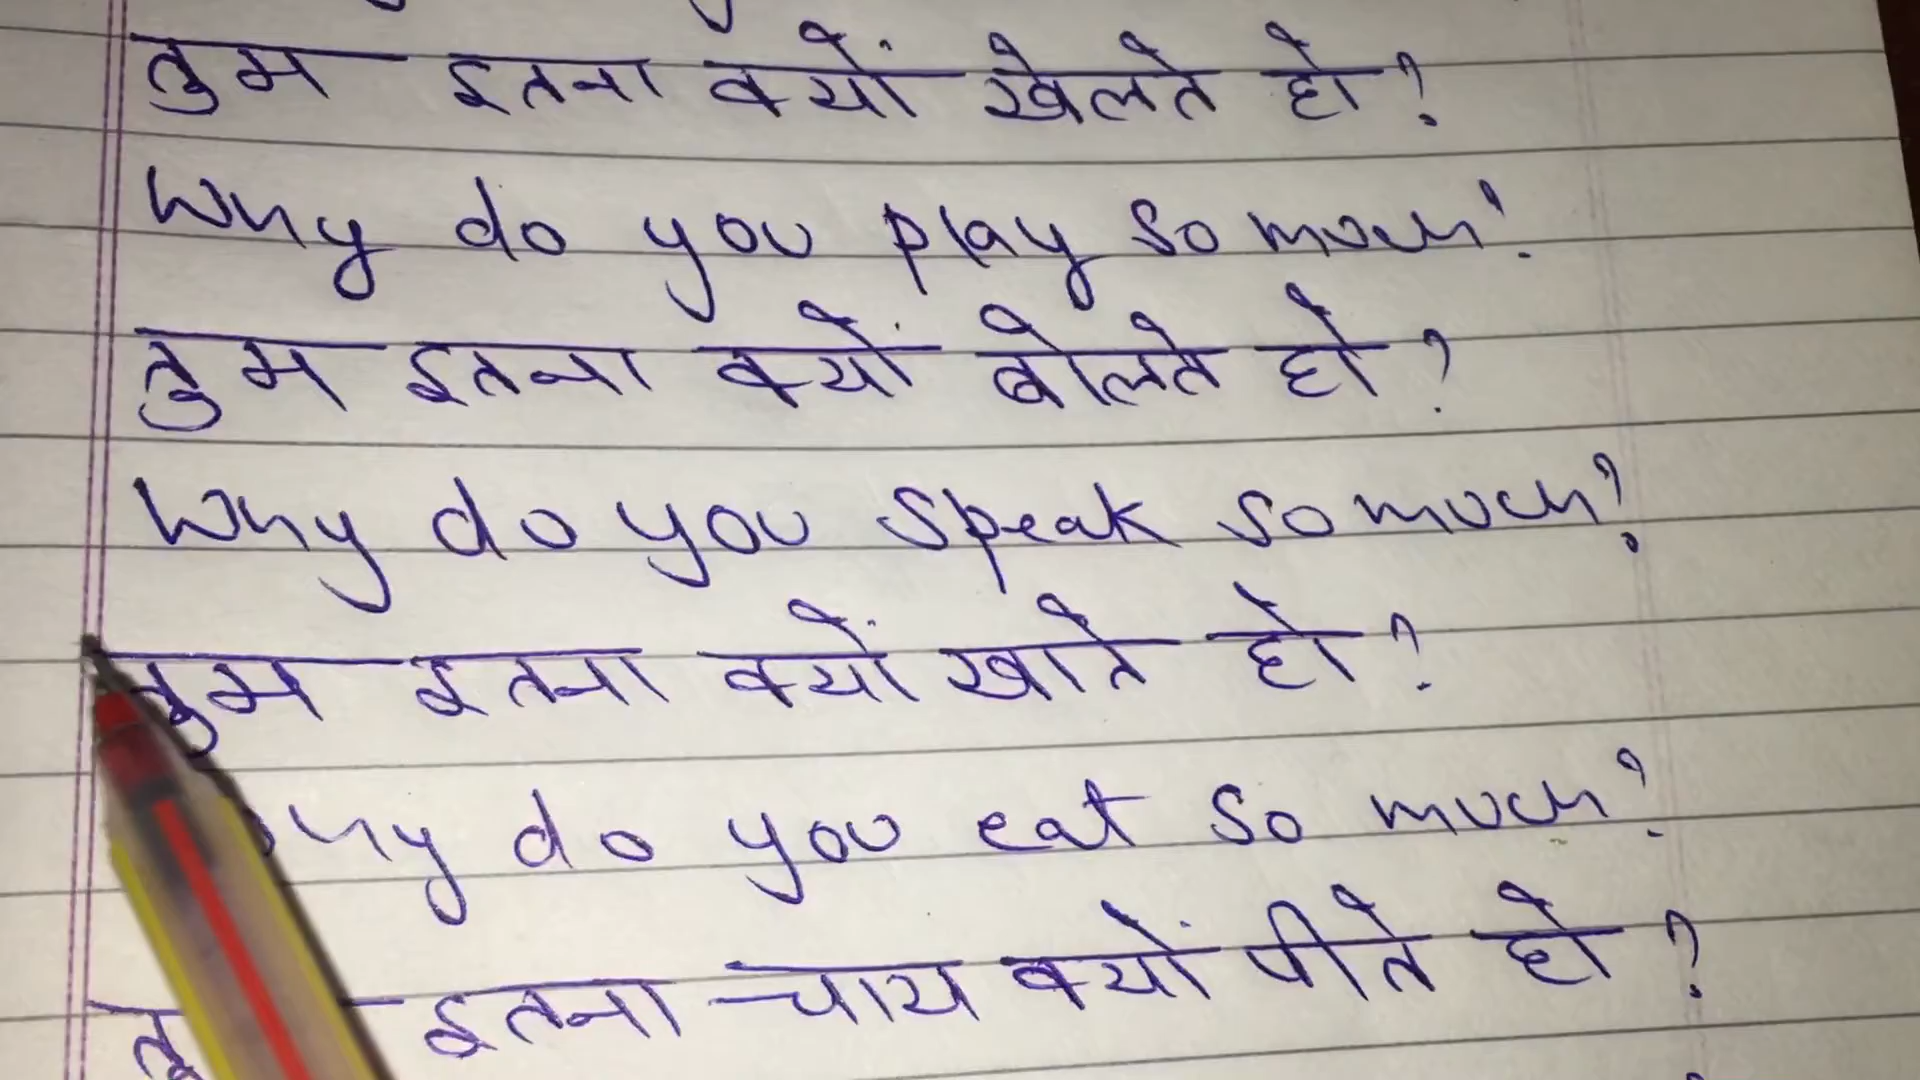 तुम इतना क्यों खेलते हो?
Why do you play so much?
तुम इतना क्यों बोलते हो?
Why do you speak so much?
तुम इतना क्यों खाते हो?
Why do you eat so much?
इतना चाय क्यों पीते हो?